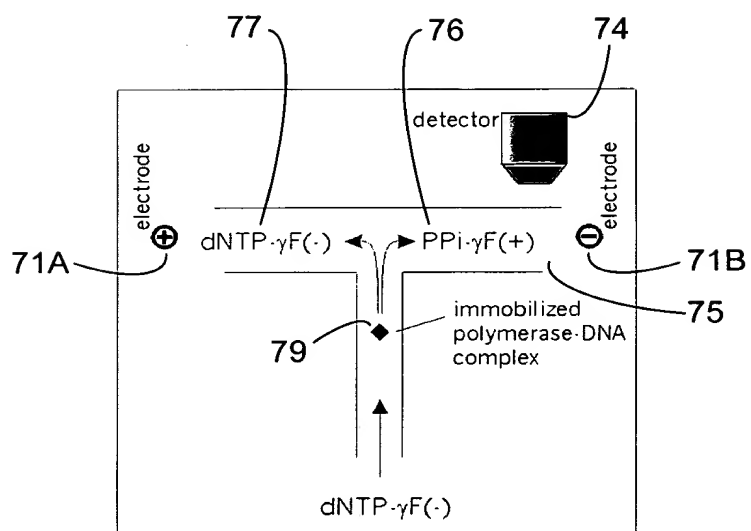 77
76
74
detector
electrode
electrode
⊕
dNTP-γF(-)
PPi-γF(+)
⊖
71A
71B
75
79
immobilized
polymerase-DNA
complex
dNTP-γF(-)